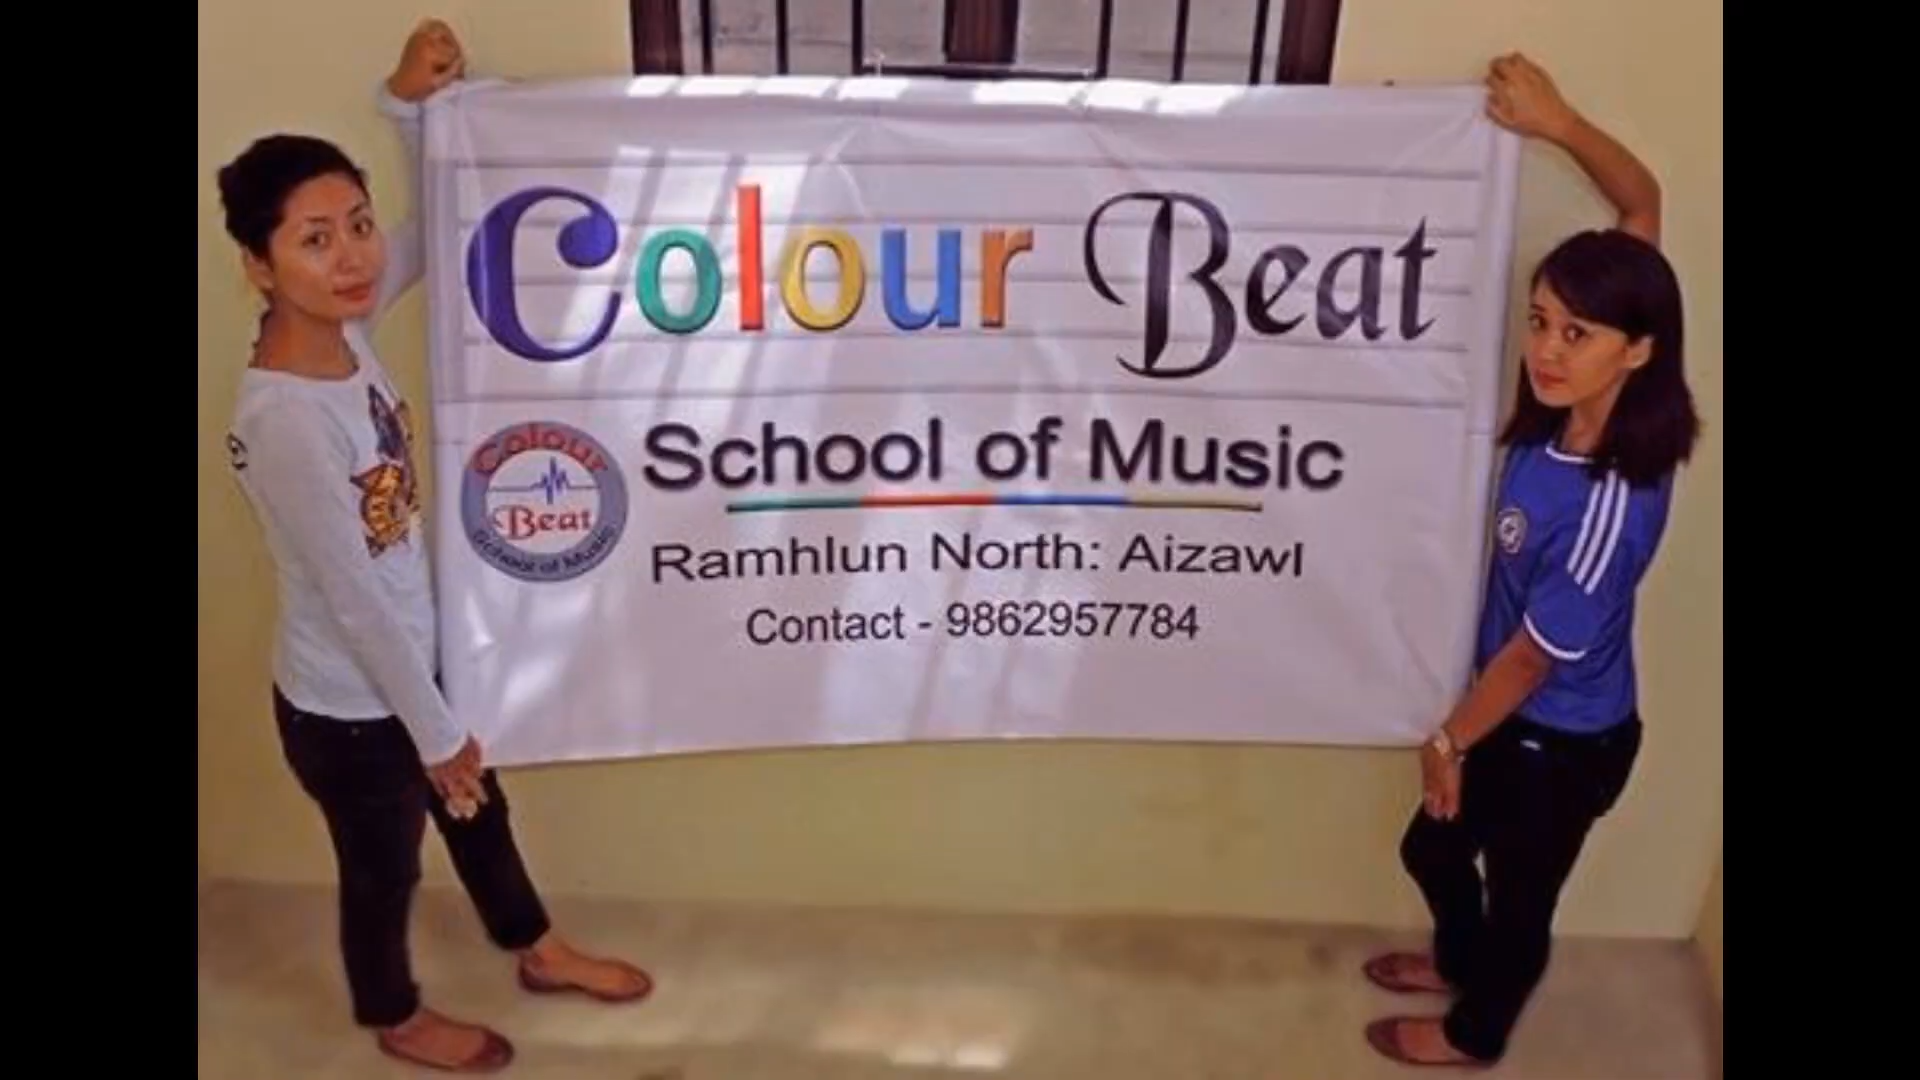 Colour Beat
School of Music
Ramhlun North: Aizawl
Contact - 9862957784
Colour
Beat
School of Music